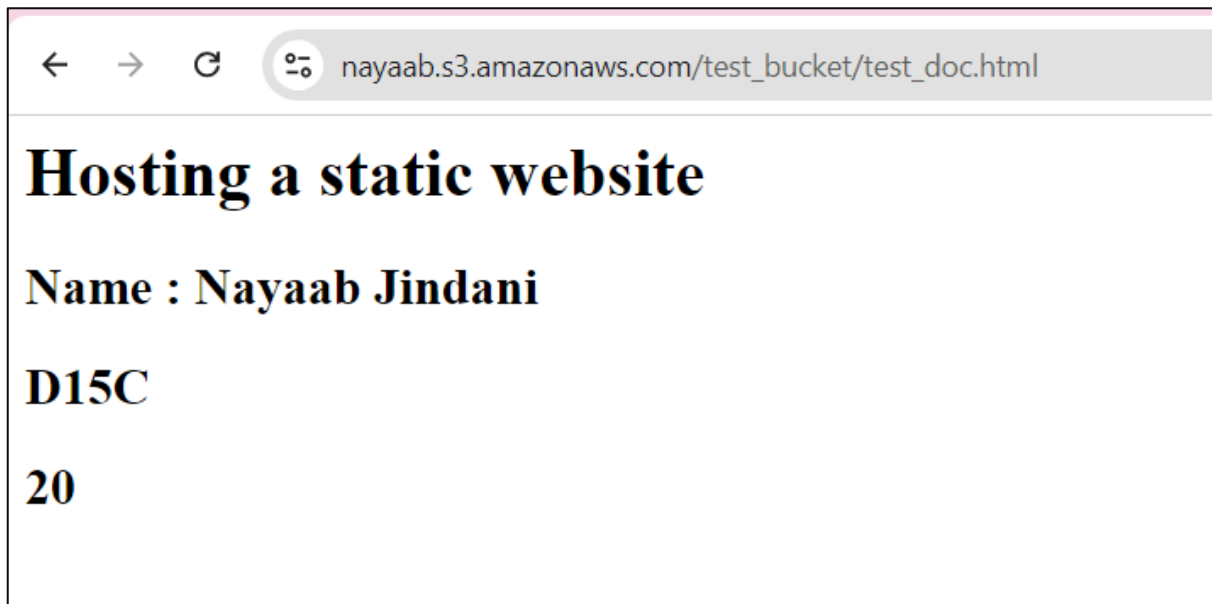 nayaab.s3.amazonaws.com/test_bucket/test_doc.html
Hosting a static website
Name : Nayaab Jindani
D15C
20